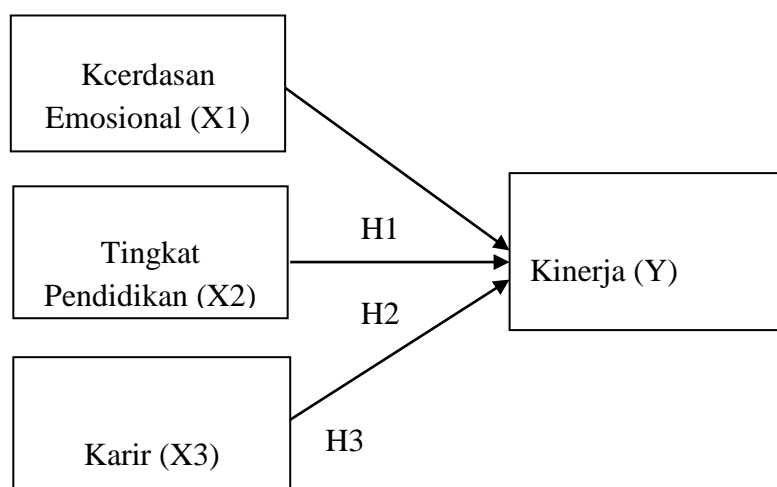 Kcerdasan
Emosional (X1)
H1
Tingkat
Pendidikan (X2)
Kinerja (Y)
H2
Karir (X3)
H3